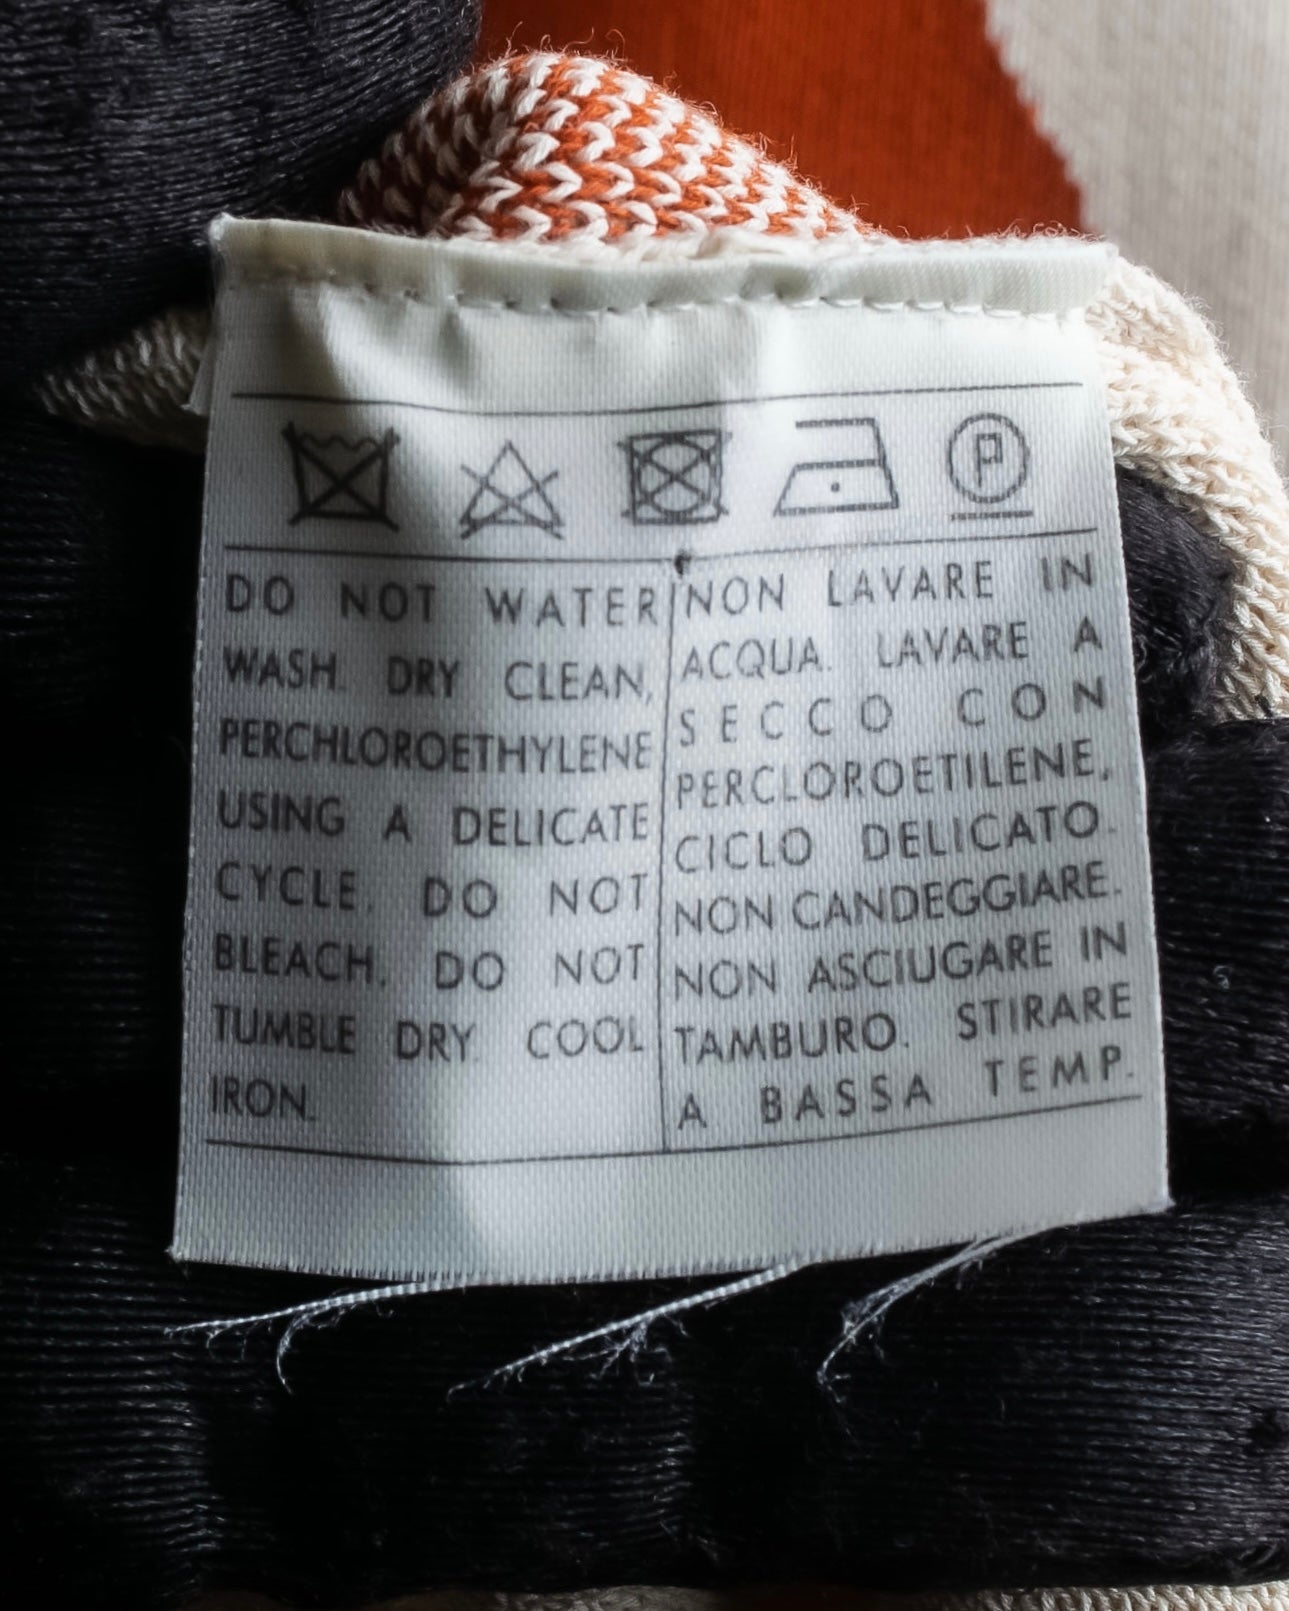 P
DO NOT WATER
WASH. DRY CLEAN,
PERCHLOROETHYLENE
USING A DELICATE
CYCLE. DO NOT
BLEACH. DO NOT
TUMBLE DRY. COOL
IRON.
NON LAVARE IN
ACQUA. LAVARE A
SECCO CON
PERCLOROETILENE,
CICLO DELICATO.
NON CANDEGGIARE.
NON ASCIUGARE IN
TAMBURO. STIRARE
A BASSA TEMP.